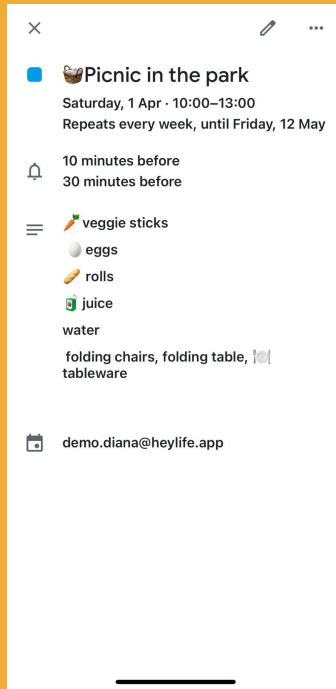 🧺Picnic in the park
Saturday, 1 Apr · 10:00–13:00
Repeats every week, until Friday, 12 May
10 minutes before
30 minutes before
🥕 veggie sticks
🥚 eggs
🥖 rolls
🧃 juice
water
folding chairs, folding table, 🍽️
tableware
demo.diana@heylife.app